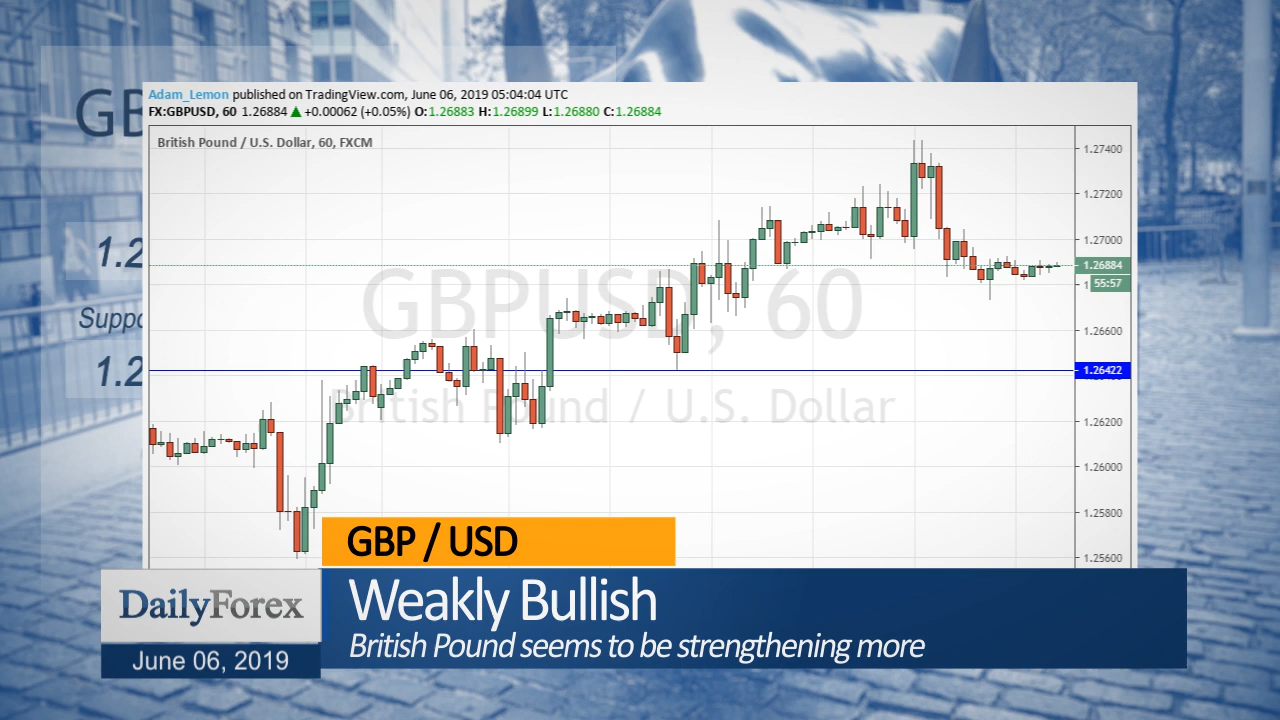 GB
Adam_Lemon published on TradingView.com, June 06, 2019 05:04:04 UTC
FX:GBPUSD, 60 1.26884 ▲ +0.00062 (+0.05%) O:1.26883 H:1.26899 L:1.26880 C:1.26884
British Pound / U.S. Dollar, 60, FXCM
1.27400
1.27200
1.27000
1.26884
55:57
1.26600
1.26422
1.26200
1.26000
1.25800
1.25600
1.2
Suppo
1.2
GBPUSD, 60
British Pound / U.S. Dollar
GBP / USD
DailyForex
Weakly Bullish
British Pound seems to be strengthening more
June 06, 2019